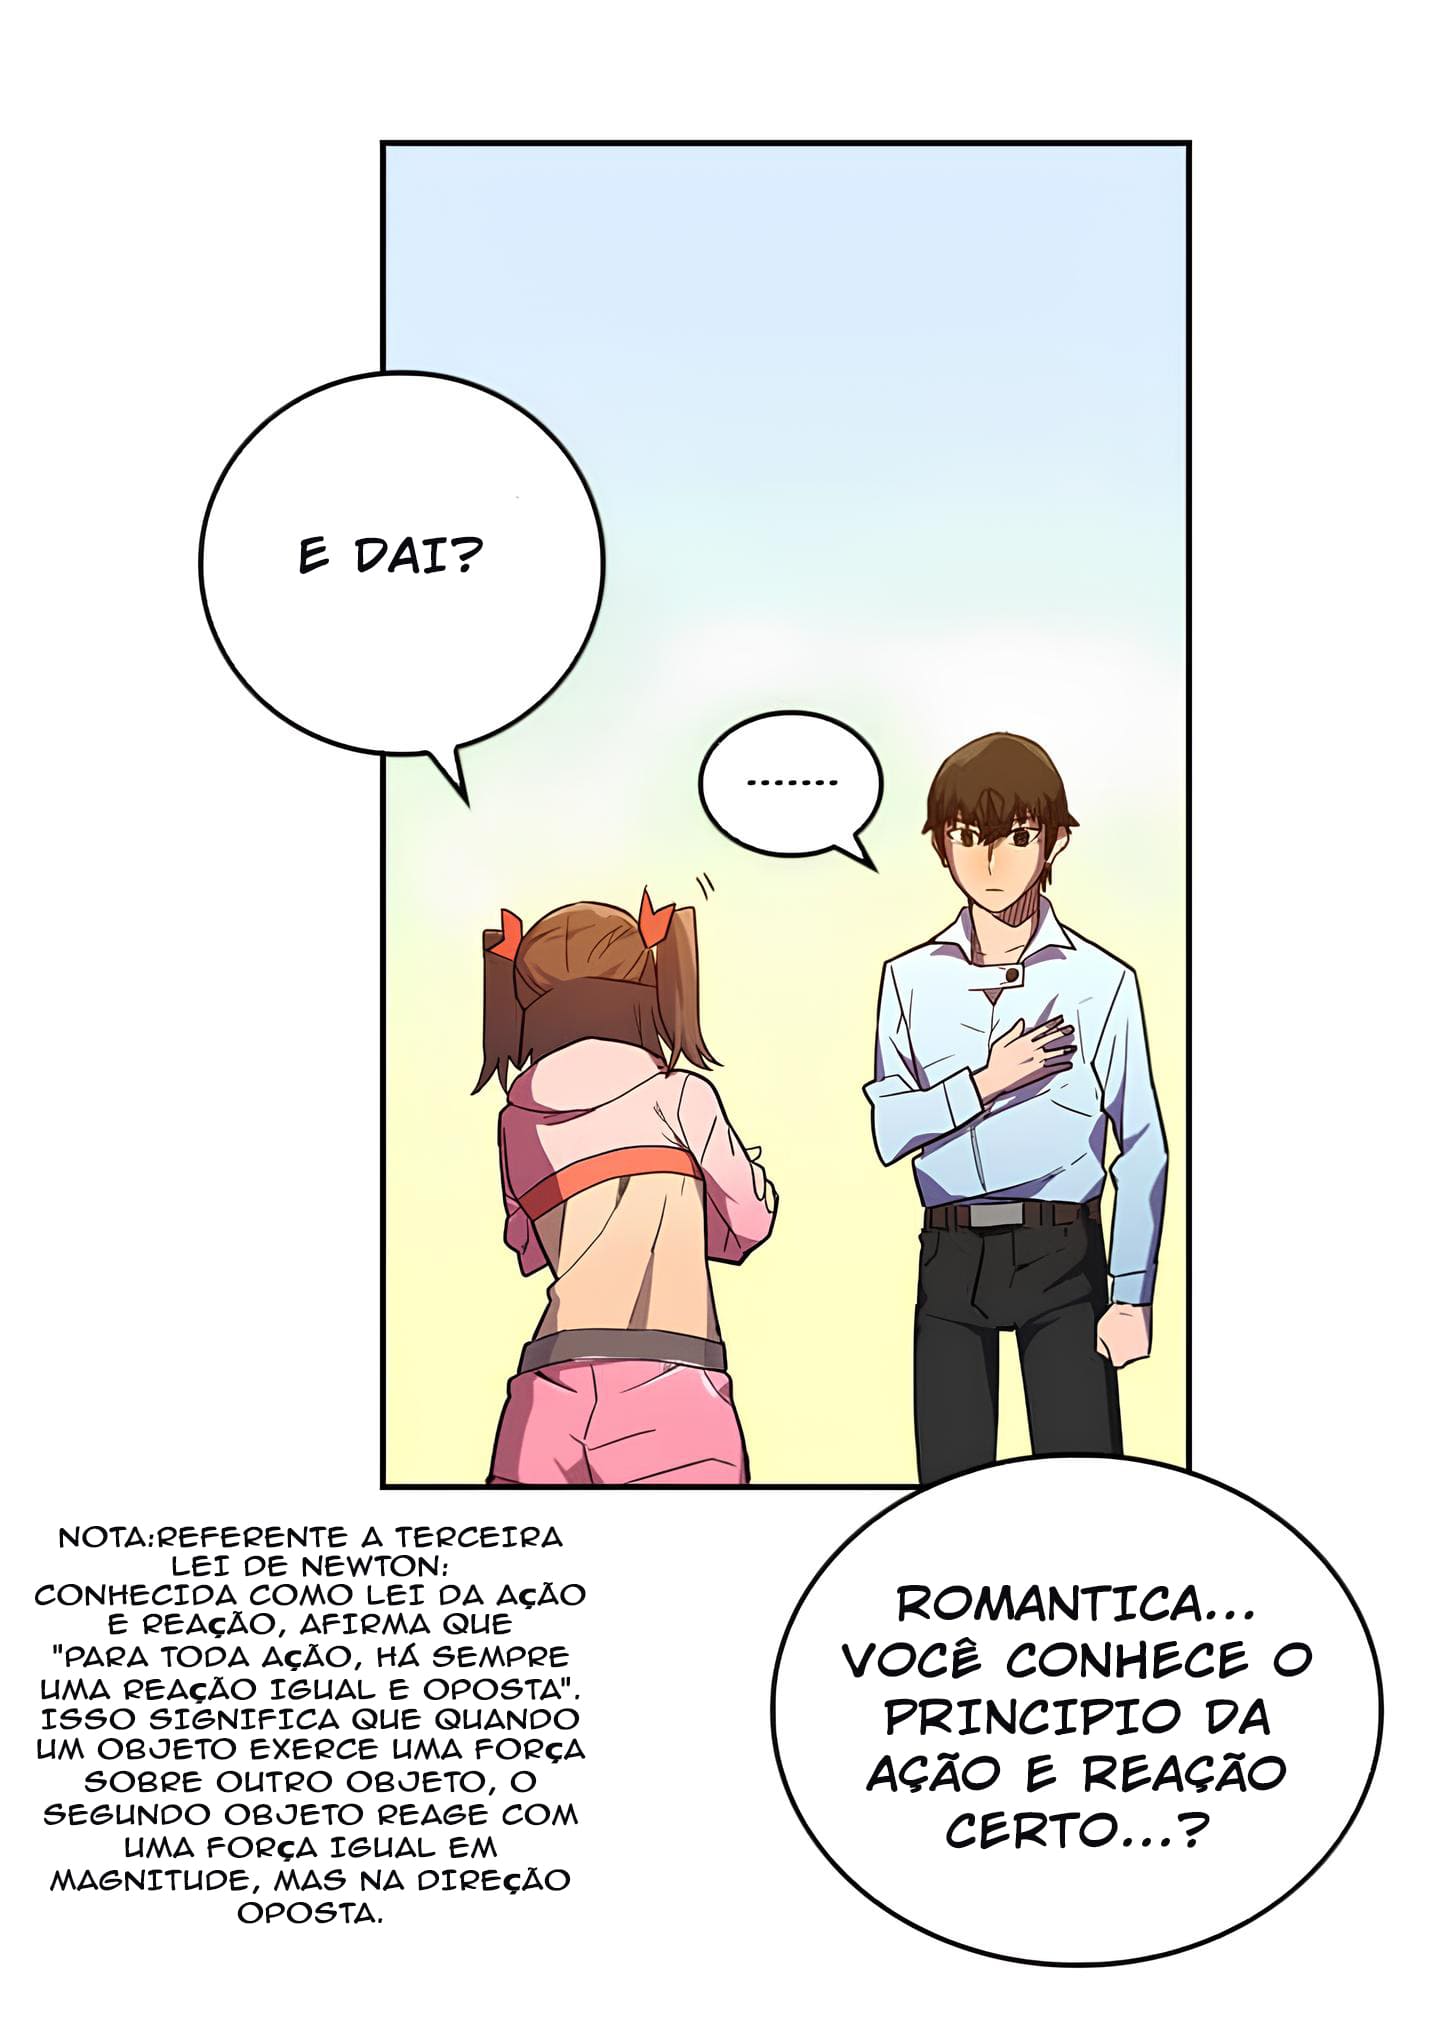 E DAI?
.......
ROMANTICA...
VOCÊ CONHECE O
PRINCIPIO DA
AÇÃO E REAÇÃO
CERTO...?
NOTA:REFERENTE A TERCEIRA
LEI DE NEWTON:
CONHECIDA COMO LEI DA AÇÃO
E REAÇÃO, AFIRMA QUE
"PARA TODA AÇÃO, HÁ SEMPRE
UMA REAÇÃO IGUAL E OPOSTA".
ISSO SIGNIFICA QUE QUANDO
UM OBJETO EXERCE UMA FORÇA
SOBRE OUTRO OBJETO, O
SEGUNDO OBJETO REAGE COM
UMA FORÇA IGUAL EM
MAGNITUDE, MAS NA DIREÇÃO
OPOSTA.